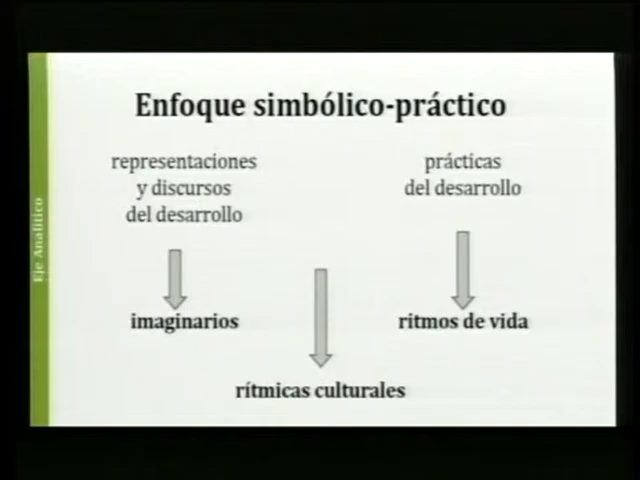 Enfoque simbólico-práctico
representaciones
y discursos
del desarrollo
prácticas
del desarrollo
imaginarios
ritmos de vida
rítmicas culturales
Eje Analítico